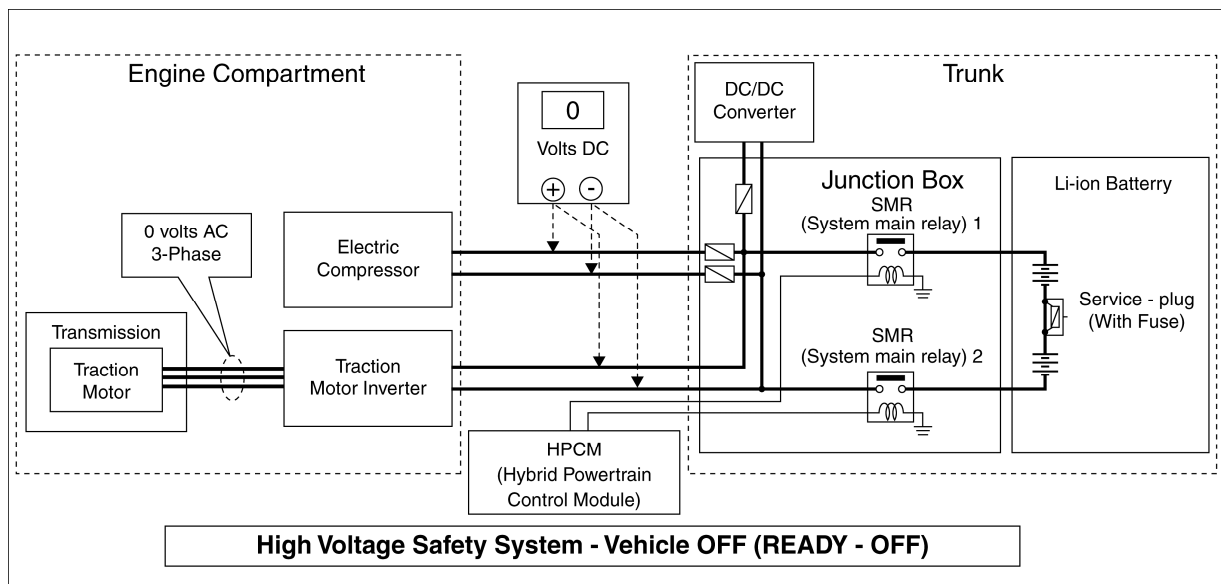 Engine Compartment
Trunk
0
Volts DC
+
-
DC/DC
Converter
Junction Box
SMR
(System main relay) 1
Li-ion Batterry
0 volts AC
3-Phase
Electric
Compressor
Service - plug
(With Fuse)
Transmission
Traction
Motor
Traction
Motor Inverter
SMR
(System main relay) 2
HPCM
(Hybrid Powertrain
Control Module)
High Voltage Safety System - Vehicle OFF (READY - OFF)